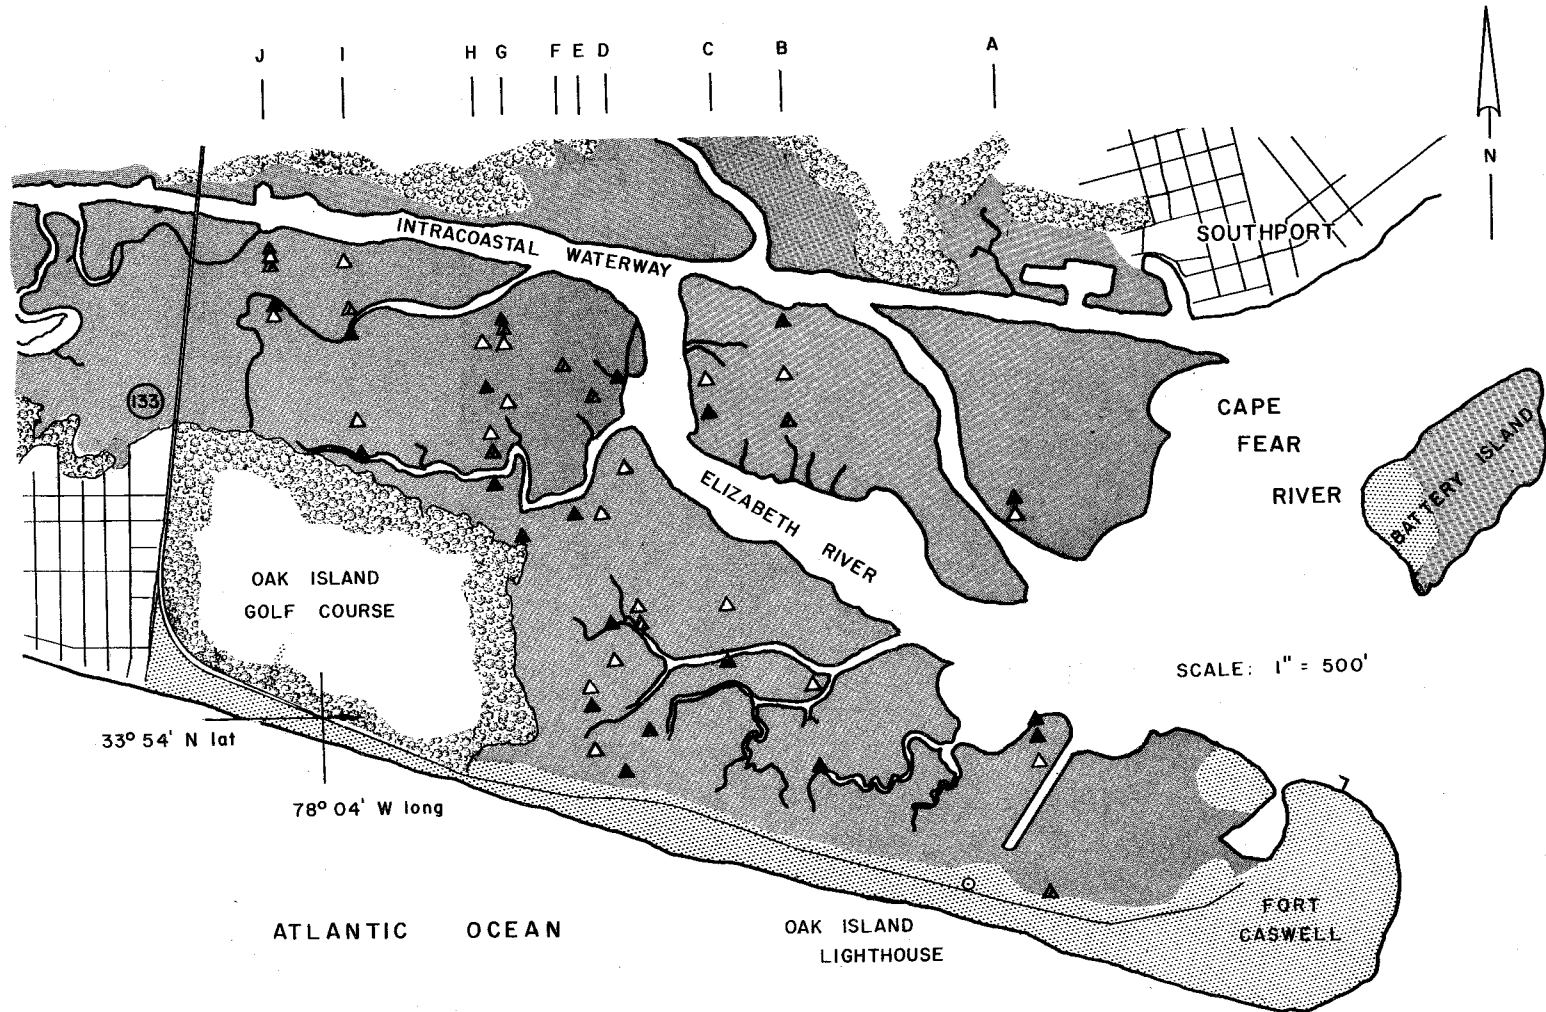 J I H G F E D C B A
N
INTRACOASTAL WATERWAY
SOUTHPORT
133
CAPE
FEAR
RIVER
BATTERY ISLAND
ELIZABETH RIVER
OAK ISLAND
GOLF COURSE
SCALE: 1" = 500'
33° 54' N lat
78° 04' W long
ATLANTIC OCEAN
OAK ISLAND
LIGHTHOUSE
FORT
CASWELL